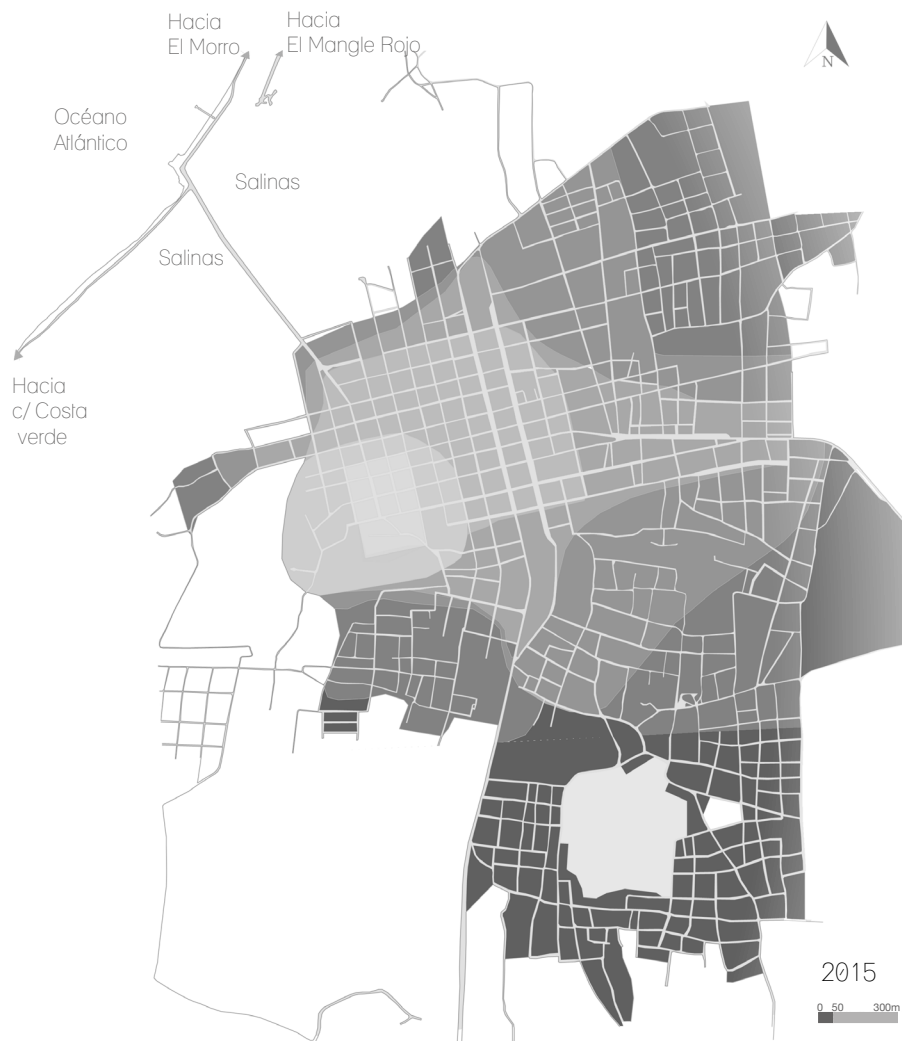 Hacia
El Morro
Hacia
El Mangle Rojo
N
Océano
Atlántico
Salinas
Salinas
Hacia
c/ Costa
verde
2015
0 50 300m